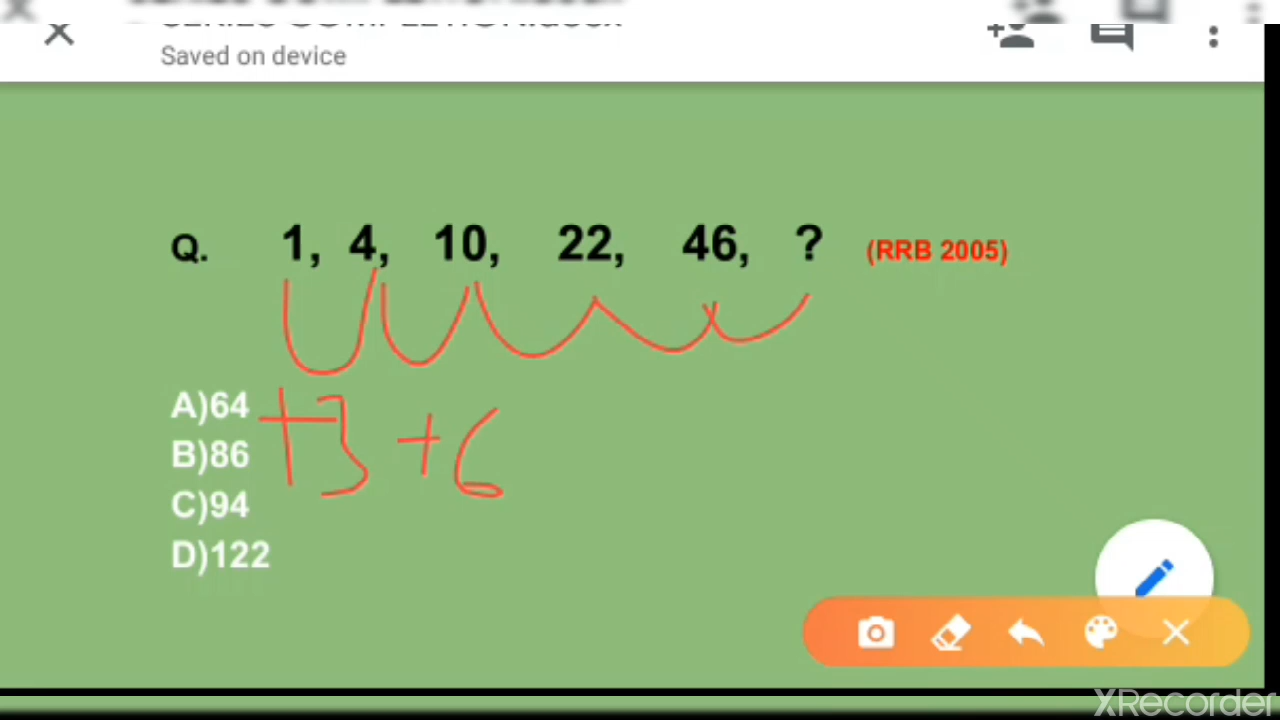 Saved on device
Q. 1, 4, 10, 22, 46, ? (RRB 2005)
A)64
B)86
C)94
D)122
+3 +6
XRecorder